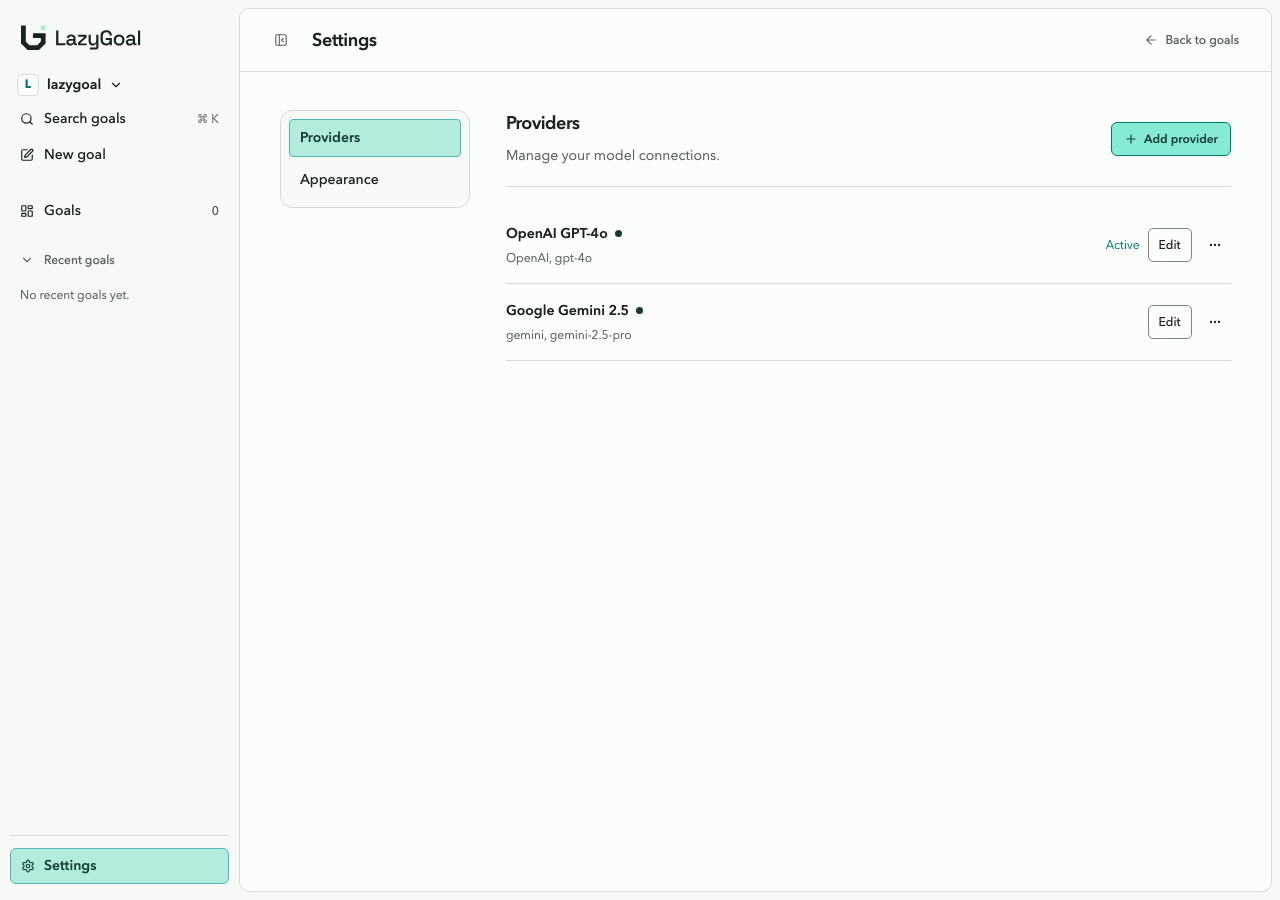 LazyGoal
L lazygoal
Search goals ⌘ K
New goal
Goals 0
Recent goals
No recent goals yet.
Settings
Settings
Back to goals
Providers
Appearance
Providers
Manage your model connections.
Add provider
OpenAI GPT-4o
OpenAI, gpt-4o
Active Edit
Google Gemini 2.5
gemini, gemini-2.5-pro
Edit